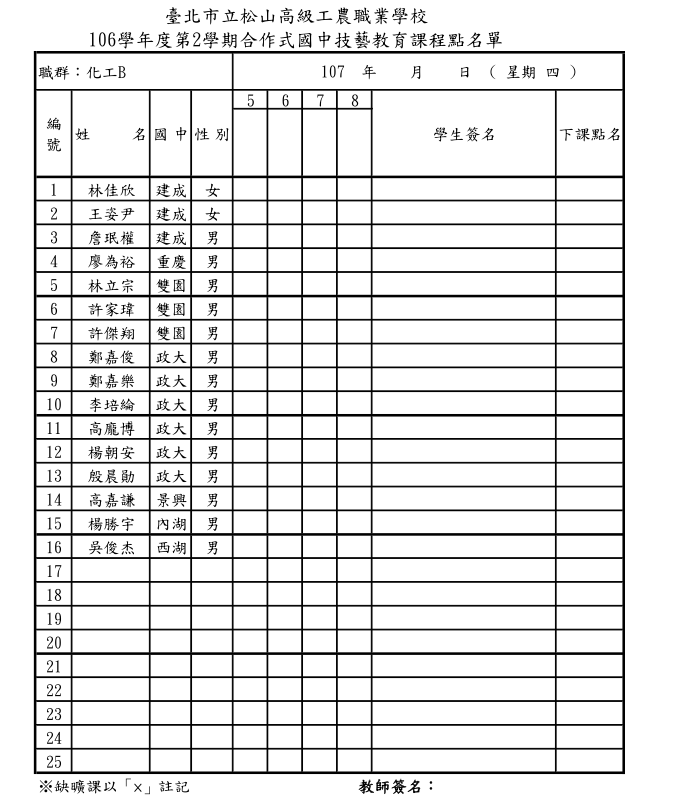 臺北市立松山高級工農職業學校
106學年度第2學期合作式國中技藝教育課程點名單
職群：化工B 107 年 月 日 ( 星期 四 )
編號 姓 名 國 中 性 別 5 6 7 8 學生簽名 下課點名
1 林佳欣 建成 女
2 王姿尹 建成 女
3 詹珉權 建成 男
4 廖為裕 重慶 男
5 林立宗 雙園 男
6 許家瑋 雙園 男
7 許傑翔 雙園 男
8 鄭嘉俊 政大 男
9 鄭嘉樂 政大 男
10 李培綸 政大 男
11 高龐博 政大 男
12 楊朝安 政大 男
13 殷晨勛 政大 男
14 高嘉謙 景興 男
15 楊勝宇 內湖 男
16 吳俊杰 西湖 男
17
18
19
20
21
22
23
24
25
※缺曠課以「×」註記 教師簽名：